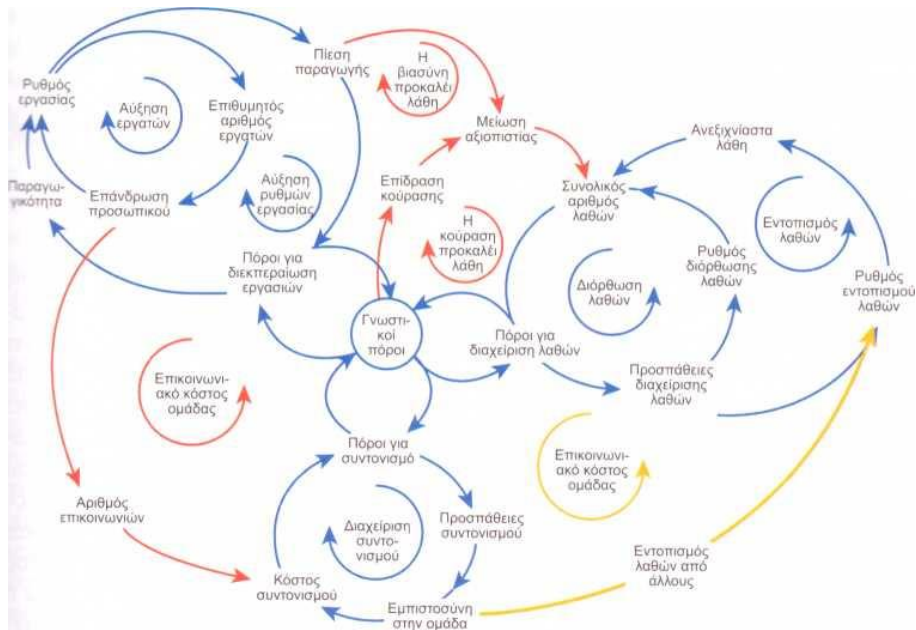 Πίεση
παραγωγής
Η
βιασύνη
προκαλεί
λάθη
Ρυθμός
εργασίας
Αύξηση
εργατών
Επιθυμητός
αριθμός
εργατών
Μείωση
αξιοπιστίας
Ανεξιχνίαστα
λάθη
Παραγω-
γικότητα
Επάνδρωση
προσωπικού
Αύξηση
ρυθμών
εργασίας
Επίδραση
κούρασης
Συνολικός
αριθμός
λαθών
Εντοπισμός
λαθών
Η
κούραση
προκαλεί
λάθη
Πόροι για
διεκπεραίωση
εργασιών
Ρυθμός
διόρθωσης
λαθών
Ρυθμός
εντοπισμού
λαθών
Διόρθωση
λαθών
Γνωστι-
κοί
πόροι
Πόροι για
διαχείριση λαθών
Προσπάθειες
διαχείρισης
λαθών
Επικοινωνι-
ακό κόστος
ομάδας
Πόροι για
συντονισμό
Επικοινωνι-
ακό κόστος
ομάδας
Αριθμός
επικοινωνιών
Διαχείριση
συντο-
νισμού
Προσπάθειες
συντονισμού
Κόστος
συντονισμού
Εντοπισμός
λαθών από
άλλους
Εμπιστοσύνη
στην ομάδα